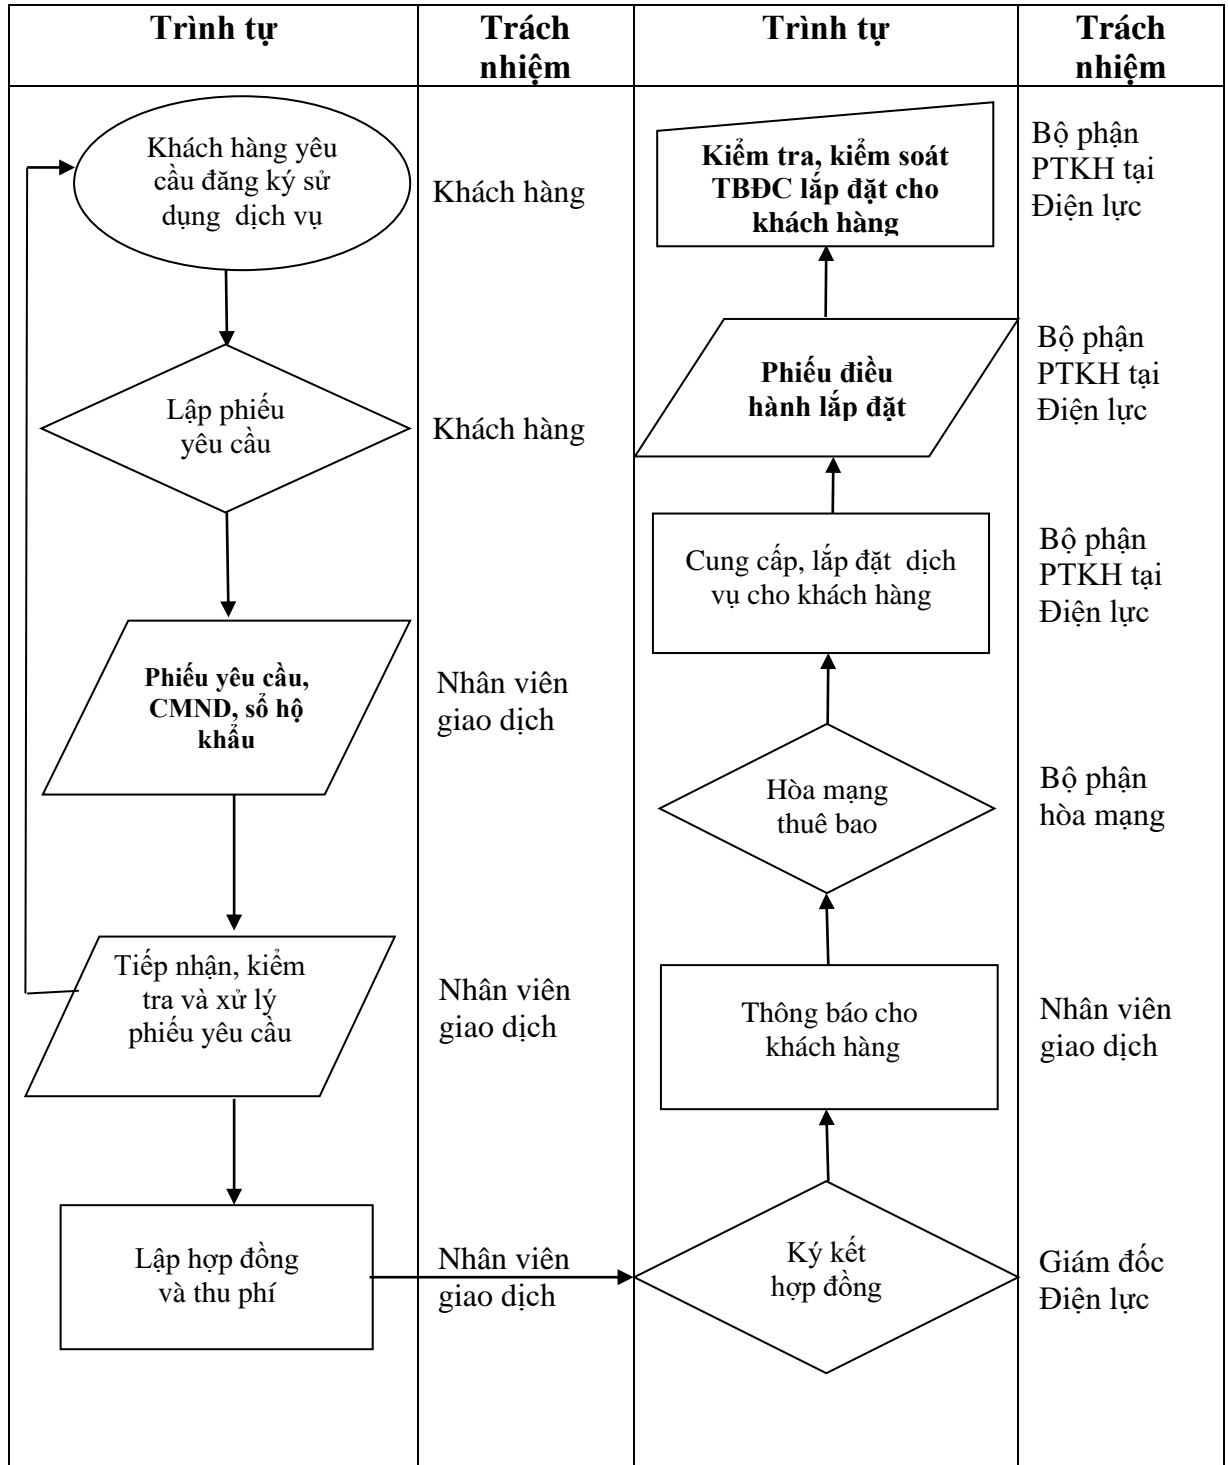 Trình tự
Trách
nhiệm
Trình tự
Trách
nhiệm
Khách hàng yêu
cầu đăng ký sử
dụng dịch vụ
Khách hàng
Lập phiếu
yêu cầu
Khách hàng
Phiếu yêu cầu,
CMND, sổ hộ
khẩu
Nhân viên
giao dịch
Tiếp nhận, kiểm
tra và xử lý
phiếu yêu cầu
Nhân viên
giao dịch
Lập hợp đồng
và thu phí
Nhân viên
giao dịch
Kiểm tra, kiểm soát
TBĐC lắp đặt cho
khách hàng
Bộ phận
PTKH tại
Điện lực
Phiếu điều
hành lắp đặt
Bộ phận
PTKH tại
Điện lực
Cung cấp, lắp đặt dịch
vụ cho khách hàng
Bộ phận
PTKH tại
Điện lực
Hòa mạng
thuê bao
Bộ phận
hòa mạng
Thông báo cho
khách hàng
Nhân viên
giao dịch
Ký kết
hợp đồng
Giám đốc
Điện lực